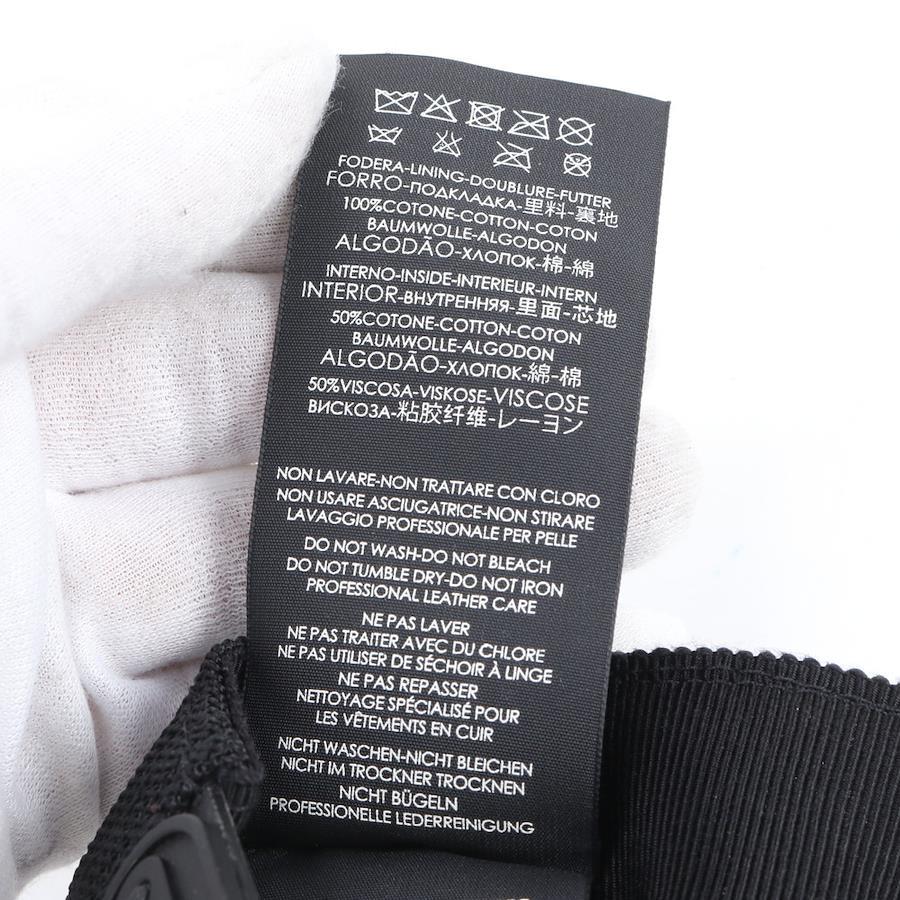 FODERA-LINING-DOUBLURE-FUTTER
FORRO-ПОДКЛАДКА-里料-裏地
100%COTONE-COTTON-COTON
BAUMWOLLE-ALGODON
ALGODÃO-ХЛОПОК-棉-綿
INTERNO-INSIDE-INTERIEUR-INTERN
INTERIOR-ВНУТРЕННЯЯ-里面-芯地
50%COTONE-COTTON-COTON
BAUMWOLLE-ALGODON
ALGODÃO-ХЛОПОК-綿-棉
50%VISCOSA-VISKOSE-VISCOSE
ВИСКОЗА-粘胶纤维-レーヨン
NON LAVARE-NON TRATTARE CON CLORO
NON USARE ASCIUGATRICE-NON STIRARE
LAVAGGIO PROFESSIONALE PER PELLE
DO NOT WASH-DO NOT BLEACH
DO NOT TUMBLE DRY-DO NOT IRON
PROFESSIONAL LEATHER CARE
NE PAS LAVER
NE PAS TRAITER AVEC DU CHLORE
NE PAS UTILISER DE SÉCHOIR À LINGE
NE PAS REPASSER
NETTOYAGE SPÉCIALISÉ POUR
LES VÊTEMENTS EN CUIR
NICHT WASCHEN-NICHT BLEICHEN
NICHT IM TROCKNER TROCKNEN
NICHT BÜGELN
PROFESSIONELLE LEDERREINIGUNG